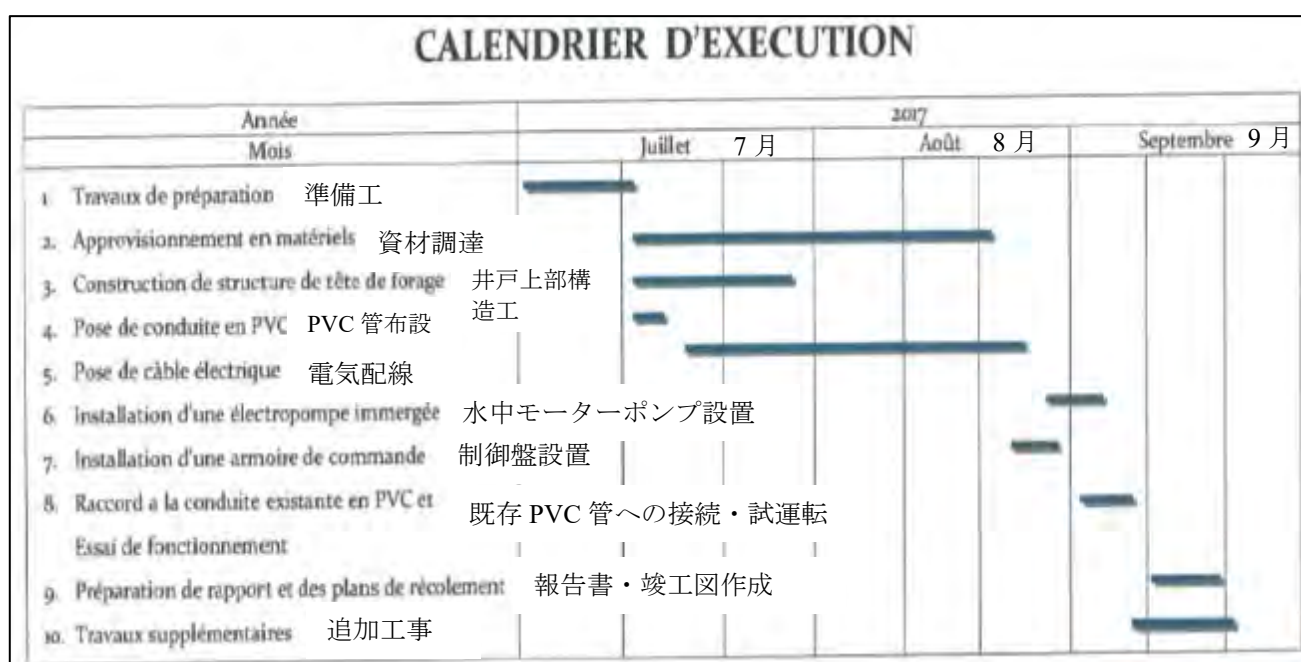 CALENDRIER D'EXECUTION
Année 2017
Mois Juillet 7 月 Août 8 月 Septembre 9 月
1 Travaux de préparation 準備工
2. Approvisionnement en matériels 資材調達
3. Construction de structure de tête de forage 井戸上部構
造工
4. Pose de conduite en PVC PVC 管布設
5. Pose de câble électrique 電気配線
6. Installation d'une électropompe immergée 水中モーターポンプ設置
7. Installation d'une armoire de commande 制御盤設置
8. Raccord a la conduite existante en PVC et 既存 PVC 管への接続・試運転
Essai de fonctionnement
9. Préparation de rapport et des plans de récolement 報告書・竣工図作成
10. Travaux supplémentaires 追加工事